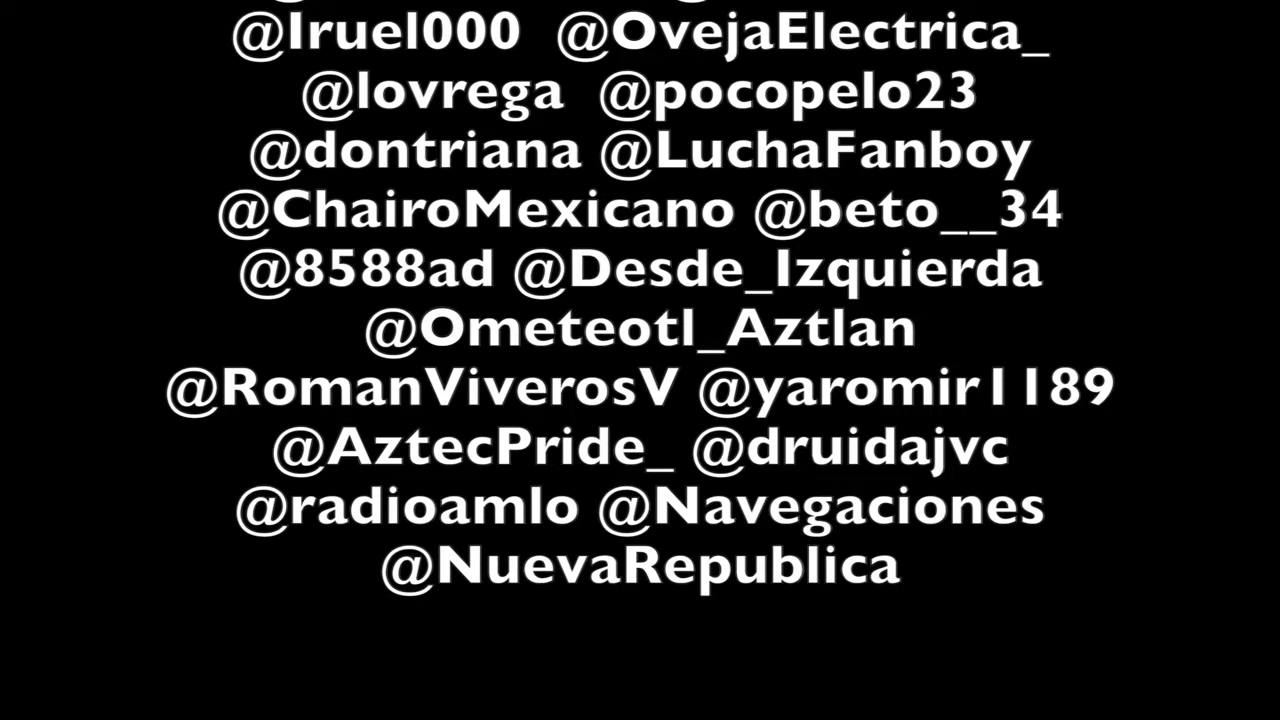 @Iruel000 @OvejaElectrica_
@lovrega @pocopelo23
@dontriana @LuchaFanboy
@ChairoMexicano @beto__34
@8588ad @Desde_Izquierda
@Ometeotl_Aztlan
@RomanViverosV @yaromir1189
@AztecPride_ @druidajvc
@radioamlo @Navegaciones
@NuevaRepublica